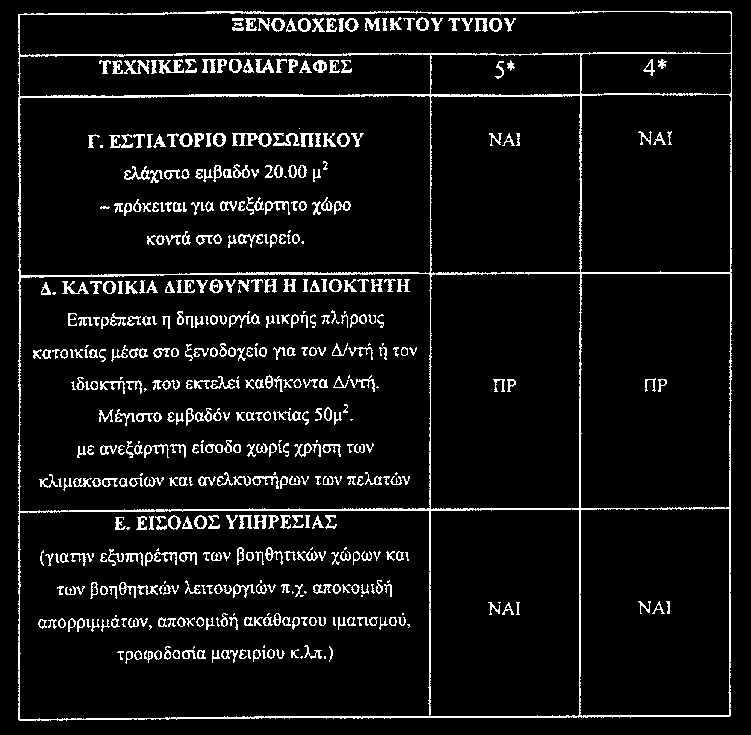 ΞΕΝΟΔΟΧΕΙΟ ΜΙΚΤΟΥ ΤΥΠΟΥ
ΤΕΧΝΙΚΕΣ ΠΡΟΔΙΑΓΡΑΦΕΣ 5* 4*
Γ. ΕΣΤΙΑΤΟΡΙΟ ΠΡΟΣΩΠΙΚΟΥ ΝΑΙ ΝΑΙ
ελάχιστο εμβαδόν 20.00 μ²
– πρόκειται για ανεξάρτητο χώρο
κοντά στο μαγειρείο.
Δ. ΚΑΤΟΙΚΙΑ ΔΙΕΥΘΥΝΤΗ Η ΙΔΙΟΚΤΗΤΗ
Επιτρέπεται η δημιουργία μικρής πλήρους
κατοικίας μέσα στο ξενοδοχείο για τον Δ/ντή ή τον
ιδιοκτήτη, που εκτελεί καθήκοντα Δ/ντή. ΠΡ ΠΡ
Μέγιστο εμβαδόν κατοικίας 50μ².
με ανεξάρτητη είσοδο χωρίς χρήση των
κλιμακοστασίων και ανελκυστήρων των πελατών
Ε. ΕΙΣΟΔΟΣ ΥΠΗΡΕΣΙΑΣ
(γιατην εξυπηρέτηση των βοηθητικών χώρων και
των βοηθητικών λειτουργιών π.χ. αποκομιδή
απορριμμάτων, αποκομιδή ακάθαρτου ιματισμού, ΝΑΙ ΝΑΙ
τροφοδοσία μαγειρίου κ.λπ.)